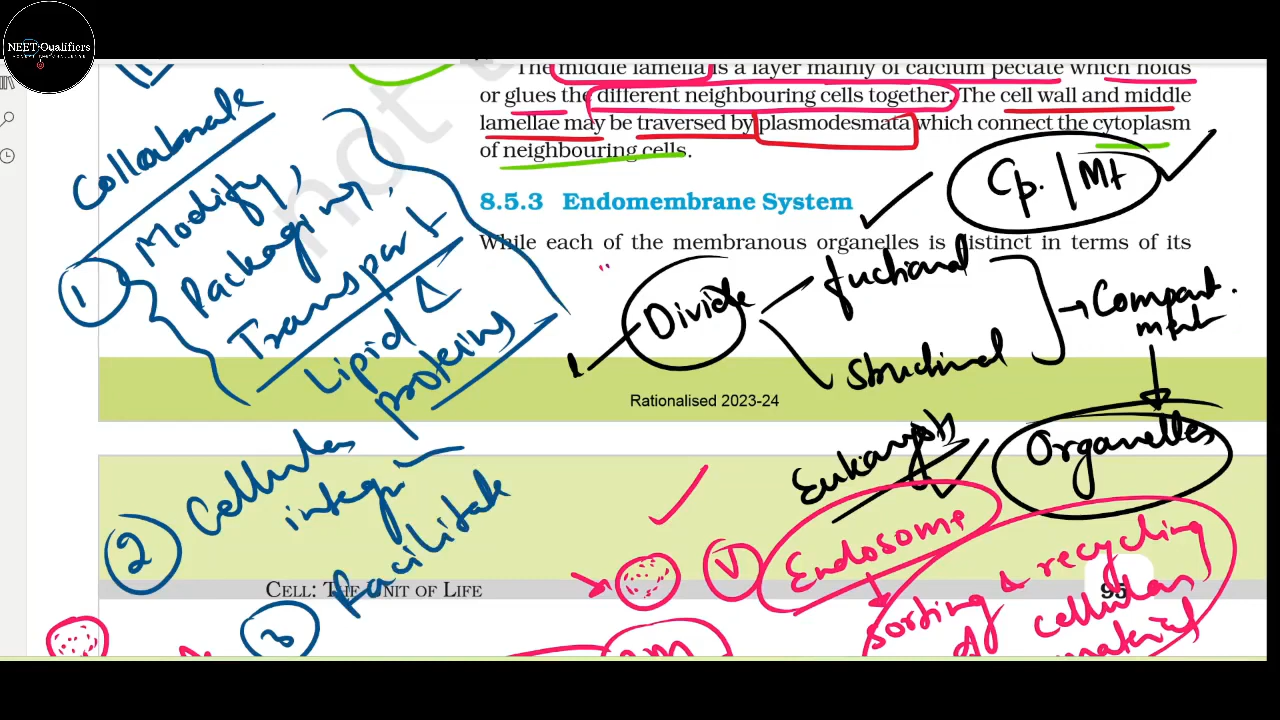 NEET Qualifiers
The middle lamella is a layer mainly of calcium pectate which holds
or glues the different neighbouring cells together. The cell wall and middle
lamellae may be traversed by plasmodesmata which connect the cytoplasm
of neighbouring cells.
8.5.3 Endomembrane System
While each of the membranous organelles is distinct in terms of its
Collaborate
1
Modify,
Packaging,
Transport
Lipid &
proteins
Cp. | Mt
Divide
fuctional
Structural
Compart.
ment
Organelles
Eukaryots
Rationalised 2023-24
2
Cellular
integri
3
facilitate
V
Endosome
sorting & recycling
of cellular
material
Cell: The Unit of Life
95